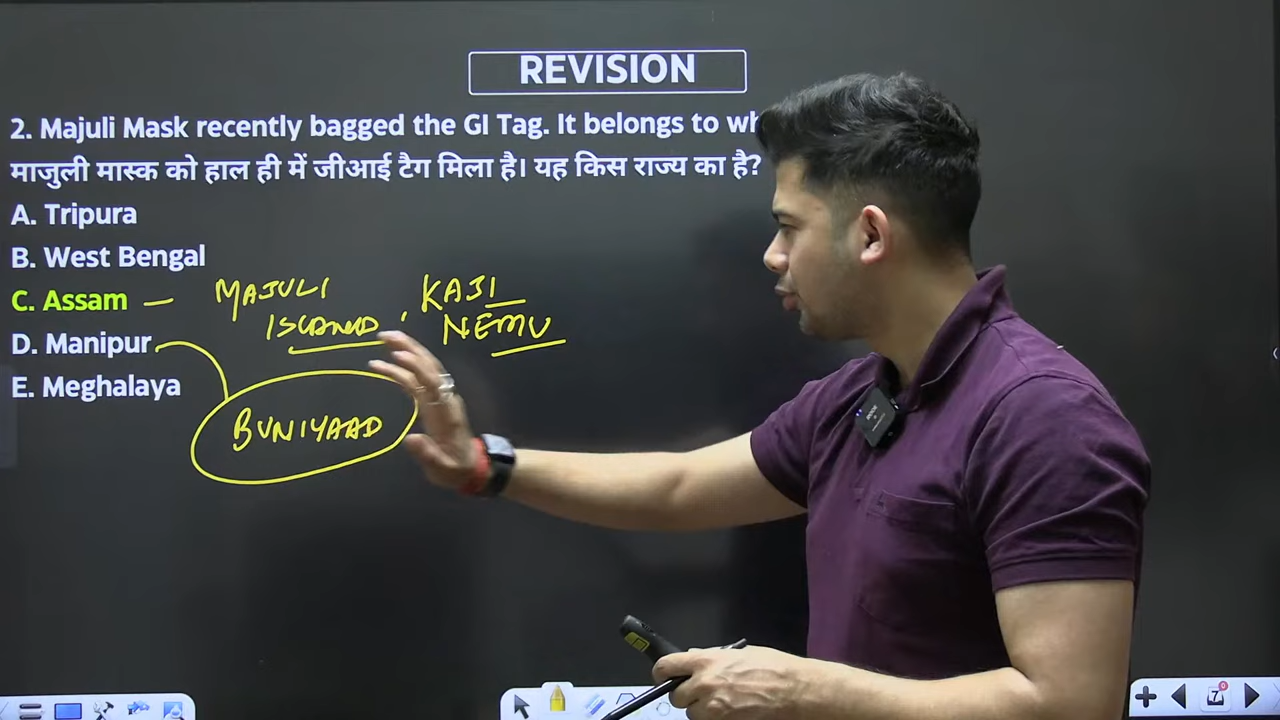 REVISION
2. Majuli Mask recently bagged the GI Tag. It belongs to wh
माजुली मास्क को हाल ही में जीआई टैग मिला है। यह किस राज्य का है?
A. Tripura
B. West Bengal
C. Assam — MAJULI ISLAND, KAJI NEMU
D. Manipur
E. Meghalaya
BUNIYAAD
7